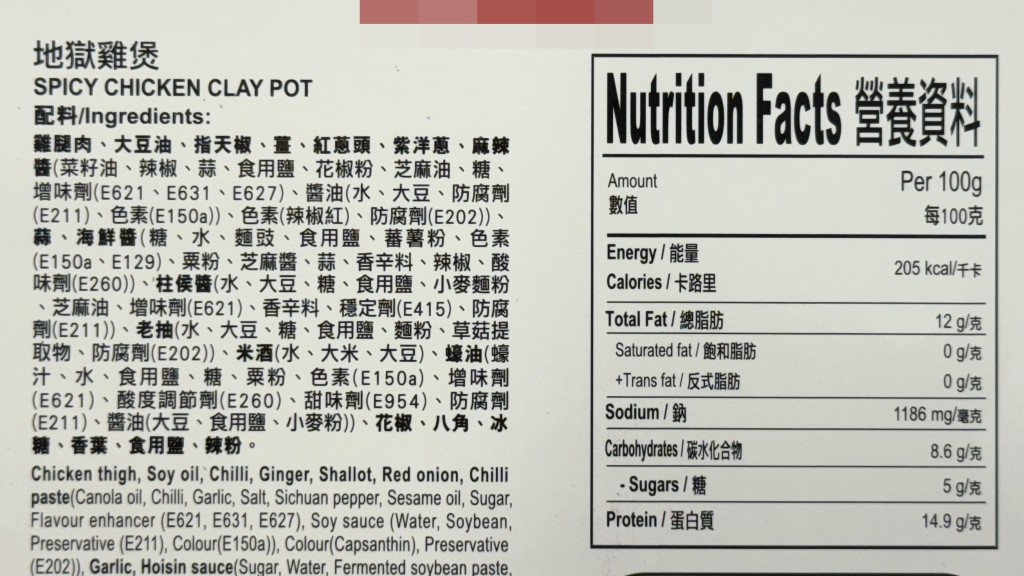 地獄雞煲
SPICY CHICKEN CLAY POT
配料/Ingredients:
雞腿肉、大豆油、指天椒、薑、紅蔥頭、紫洋蔥、麻辣
醬(菜籽油、辣椒、蒜、食用鹽、花椒粉、芝麻油、糖、
增味劑(E621、E631、E627)、醬油(水、大豆、防腐劑
(E211)、色素(E150a))、色素(辣椒紅)、防腐劑(E202))、
蒜、海鮮醬(糖、水、麵豉、食用鹽、蕃薯粉、色素
(E150a、E129)、粟粉、芝麻醬、蒜、香辛料、辣椒、酸
味劑(E260))、柱侯醬(水、大豆、糖、食用鹽、小麥麵粉
、芝麻油、增味劑(E621)、香辛料、穩定劑(E415)、防腐
劑(E211))、老抽(水、大豆、糖、食用鹽、麵粉、草菇提
取物、防腐劑(E202))、米酒(水、大米、大豆)、蠔油(蠔
汁、水、食用鹽、糖、粟粉、色素(E150a)、增味劑
(E621)、酸度調節劑(E260)、甜味劑(E954)、防腐劑
(E211)、醬油(大豆、食用鹽、小麥粉))、花椒、八角、冰
糖、香葉、食用鹽、辣粉。
Chicken thigh, Soy oil, Chilli, Ginger, Shallot, Red onion, Chilli
paste(Canola oil, Chilli, Garlic, Salt, Sichuan pepper, Sesame oil, Sugar,
Flavour enhancer (E621, E631, E627), Soy sauce (Water, Soybean,
Preservative (E211), Colour(E150a)), Colour(Capsanthin), Preservative
(E202)), Garlic, Hoisin sauce(Sugar, Water, Fermented soybean paste,
Nutrition Facts 營養資料
Amount Per 100g
數值 每100克
Energy / 能量
Calories / 卡路里 205 kcal/千卡
Total Fat / 總脂肪 12 g/克
Saturated fat / 飽和脂肪 0 g/克
+Trans fat / 反式脂肪 0 g/克
Sodium / 鈉 1186 mg/毫克
Carbohydrates / 碳水化合物 8.6 g/克
- Sugars / 糖 5 g/克
Protein / 蛋白質 14.9 g/克